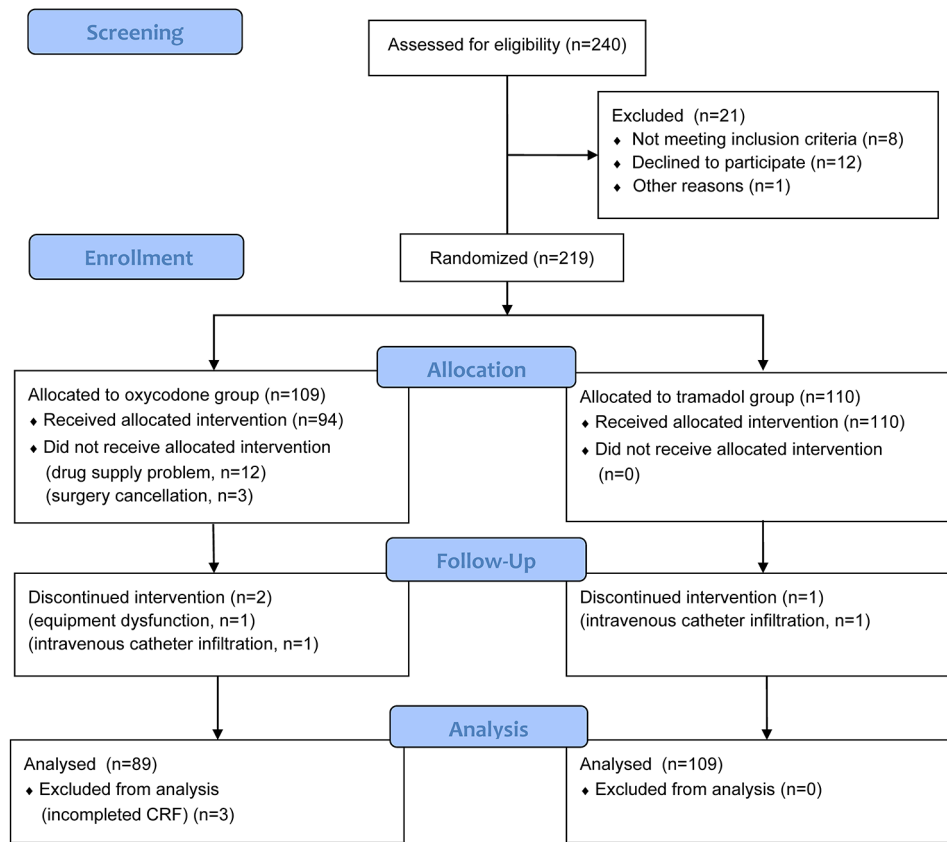 Screening
Assessed for eligibility (n=240)
Excluded (n=21)
♦ Not meeting inclusion criteria (n=8)
♦ Declined to participate (n=12)
♦ Other reasons (n=1)
Enrollment
Randomized (n=219)
Allocation
Allocated to oxycodone group (n=109)
♦ Received allocated intervention (n=94)
♦ Did not receive allocated intervention
(drug supply problem, n=12)
(surgery cancellation, n=3)
Allocated to tramadol group (n=110)
♦ Received allocated intervention (n=110)
♦ Did not receive allocated intervention
(n=0)
Follow-Up
Discontinued intervention (n=2)
(equipment dysfunction, n=1)
(intravenous catheter infiltration, n=1)
Discontinued intervention (n=1)
(intravenous catheter infiltration, n=1)
Analysis
Analysed (n=89)
♦ Excluded from analysis
(incompleted CRF) (n=3)
Analysed (n=109)
♦ Excluded from analysis (n=0)